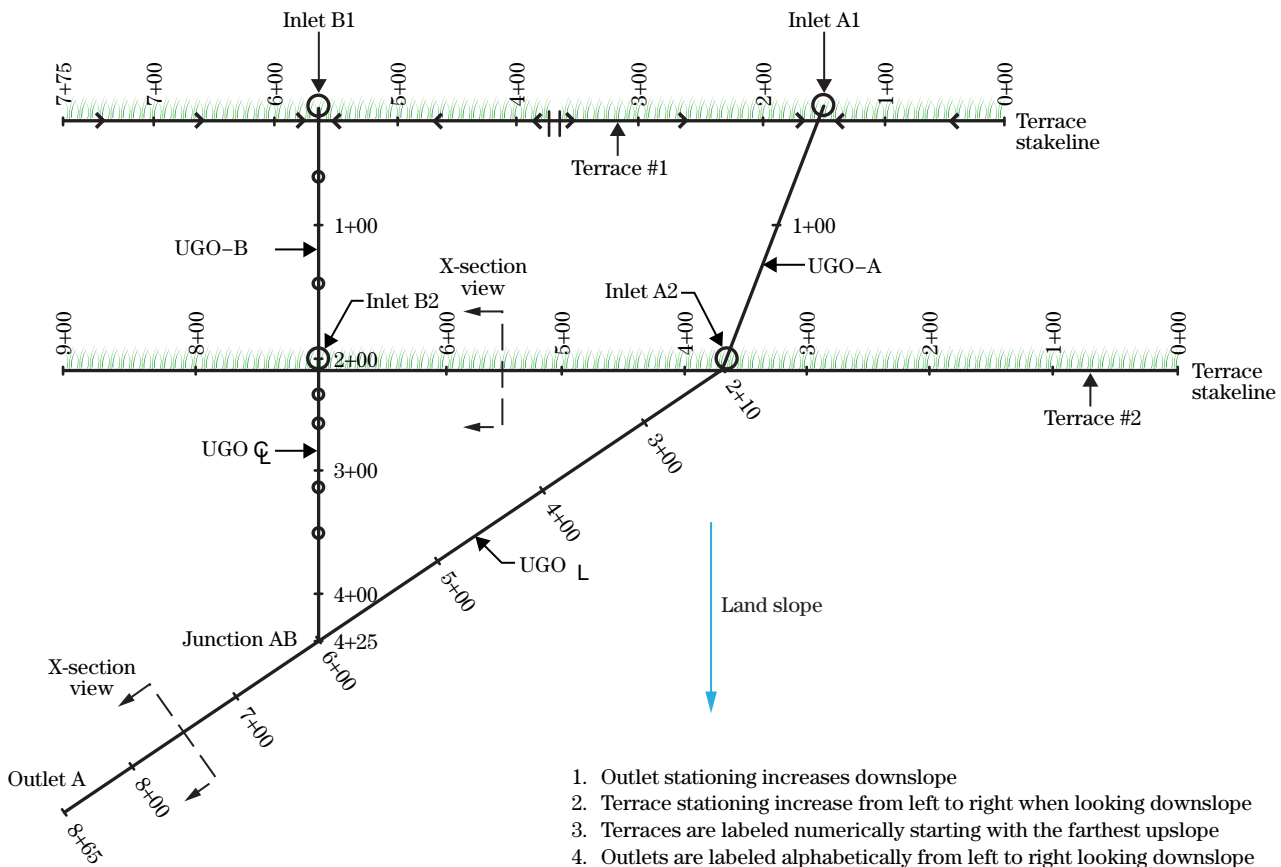 Inlet B1
Inlet A1
7+75
7+00
6+00
5+00
4+00
3+00
2+00
1+00
0+00
Terrace
stakeline
Terrace #1
1+00
1+00
UGO–B
X-section
view
UGO–A
Inlet B2
Inlet A2
9+00
8+00
2+00
6+00
5+00
4+00
3+00
2+00
1+00
0+00
Terrace
stakeline
2+10
Terrace #2
UGO ℄
3+00
3+00
4+00
5+00
UGO L
4+00
Land slope
Junction AB
4+25
6+00
X-section
view
7+00
Outlet A
8+00
8+65
1. Outlet stationing increases downslope
2. Terrace stationing increase from left to right when looking downslope
3. Terraces are labeled numerically starting with the farthest upslope
4. Outlets are labeled alphabetically from left to right looking downslope